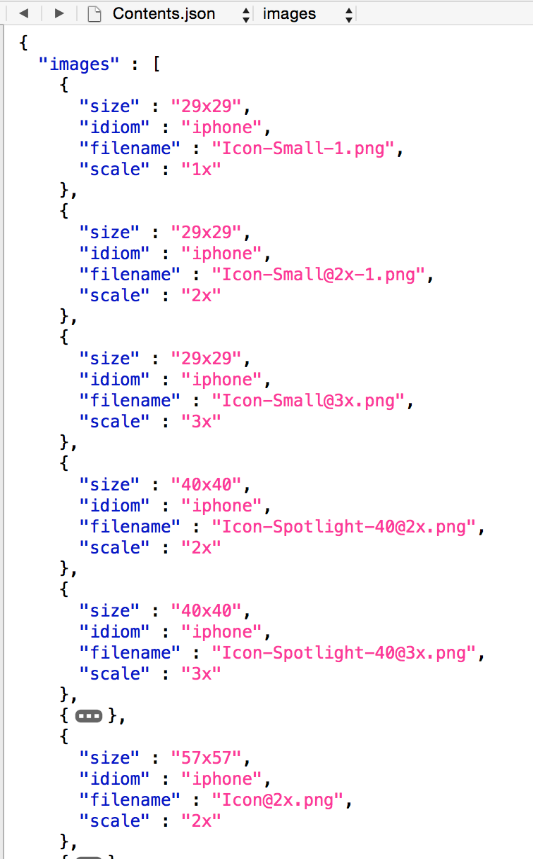 Contents.json images
{
"images" : [
{
"size" : "29x29",
"idiom" : "iphone",
"filename" : "Icon-Small-1.png",
"scale" : "1x"
},
{
"size" : "29x29",
"idiom" : "iphone",
"filename" : "Icon-Small@2x-1.png",
"scale" : "2x"
},
{
"size" : "29x29",
"idiom" : "iphone",
"filename" : "Icon-Small@3x.png",
"scale" : "3x"
},
{
"size" : "40x40",
"idiom" : "iphone",
"filename" : "Icon-Spotlight-40@2x.png",
"scale" : "2x"
},
{
"size" : "40x40",
"idiom" : "iphone",
"filename" : "Icon-Spotlight-40@3x.png",
"scale" : "3x"
},
{...},
{
"size" : "57x57",
"idiom" : "iphone",
"filename" : "Icon@2x.png",
"scale" : "2x"
},